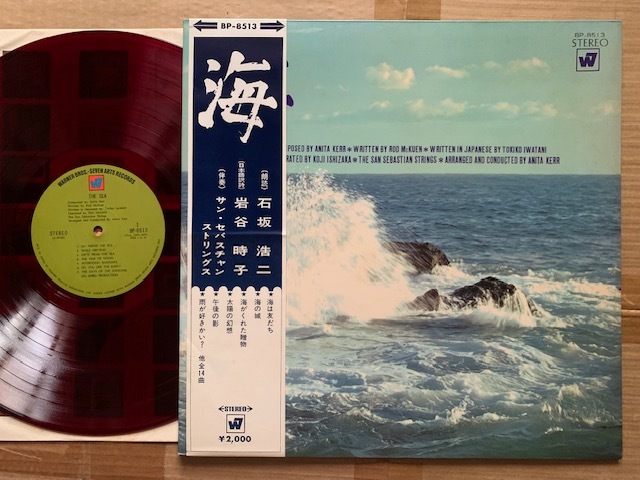 BP-8513
海
(朗読) 石坂 浩二
(日本語訳詩) 岩谷 時子
(伴奏) サン・セバスチャン
ストリングス
★海は友だち
★海の城
★海がくれた贈物
★太陽の幻想
★午後の影
★雨が好きかい? 他全14曲
STEREO
W7
¥2,000
BP-8513
STEREO
W7
POSED BY ANITA KERR★WRITTEN BY ROD McKUEN★WRITTEN IN JAPANESE BY TOKIKO IWATANI
RATED BY KOJI ISHIZAKA★THE SAN SEBASTIAN STRINGS★ARRANGED AND CONDUCTED BY ANITA KERR
WARNER BROS.-SEVEN ARTS RECORDS
W7
THE SEA
STEREO
BP-8513